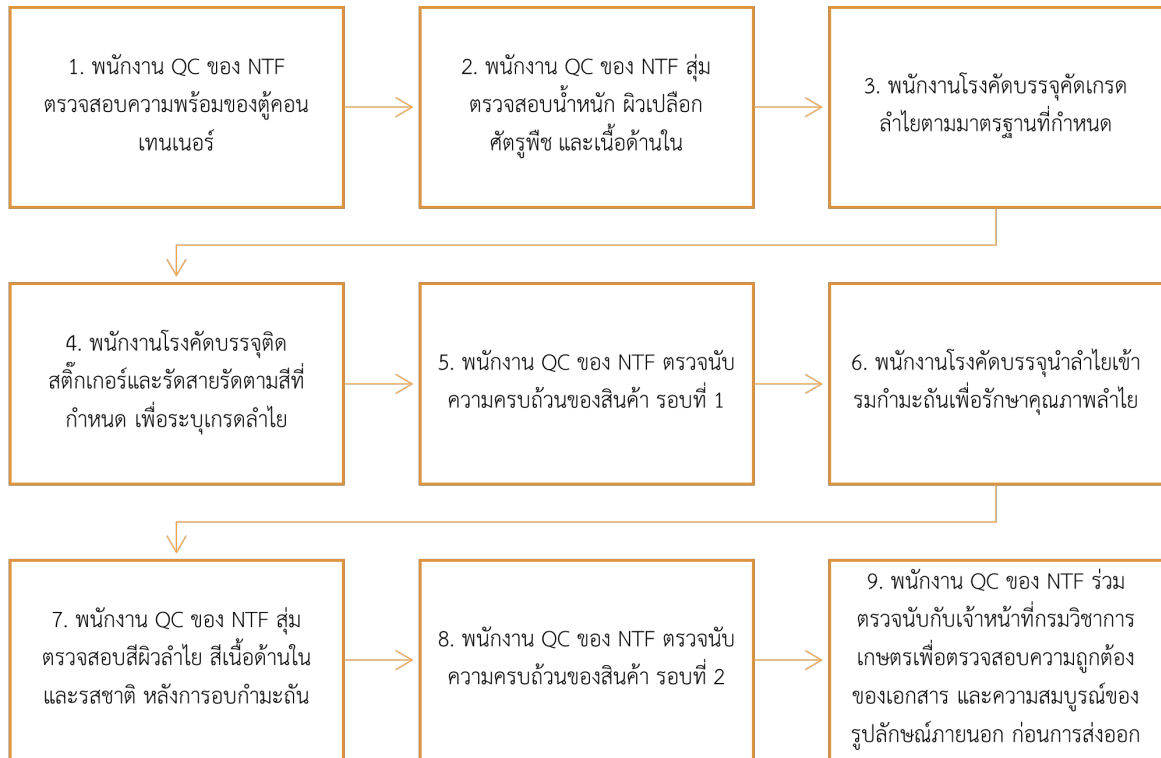 1. พนักงาน QC ของ NTF
ตรวจสอบความพร้อมของตู้คอน
เทนเนอร์
2. พนักงาน QC ของ NTF สุ่ม
ตรวจสอบน้ำหนัก ผิวเปลือก
ศัตรูพืช และเนื้อด้านใน
3. พนักงานโรงคัดบรรจุคัดเกรด
ลำไยตามมาตรฐานที่กำหนด
4. พนักงานโรงคัดบรรจุติด
สติ๊กเกอร์และรัดสายรัดตามสีที่
กำหนด เพื่อระบุเกรดลำไย
5. พนักงาน QC ของ NTF ตรวจนับ
ความครบถ้วนของสินค้า รอบที่ 1
6. พนักงานโรงคัดบรรจุนำลำไยเข้า
รมกำมะถันเพื่อรักษาคุณภาพลำไย
7. พนักงาน QC ของ NTF สุ่ม
ตรวจสอบสีผิวลำไย สีเนื้อด้านใน
และรสชาติ หลังการอบกำมะถัน
8. พนักงาน QC ของ NTF ตรวจนับ
ความครบถ้วนของสินค้า รอบที่ 2
9. พนักงาน QC ของ NTF ร่วม
ตรวจนับกับเจ้าหน้าที่กรมวิชาการ
เกษตรเพื่อตรวจสอบความถูกต้อง
ของเอกสาร และความสมบูรณ์ของ
รูปลักษณ์ภายนอก ก่อนการส่งออก